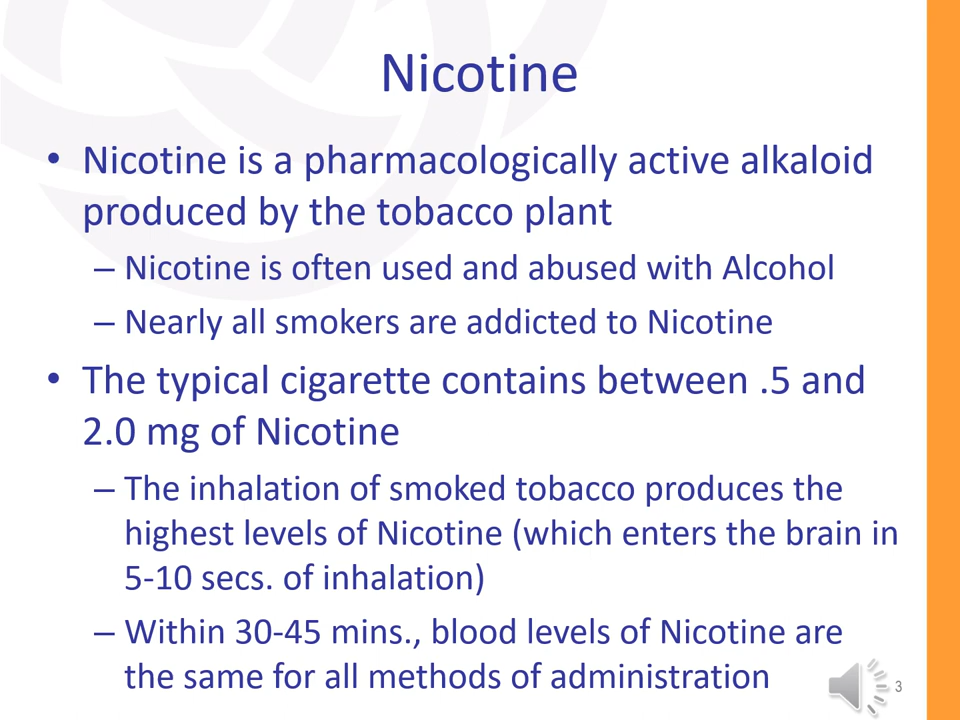 Nicotine
• Nicotine is a pharmacologically active alkaloid
produced by the tobacco plant
– Nicotine is often used and abused with Alcohol
– Nearly all smokers are addicted to Nicotine
• The typical cigarette contains between .5 and
2.0 mg of Nicotine
– The inhalation of smoked tobacco produces the
highest levels of Nicotine (which enters the brain in
5-10 secs. of inhalation)
– Within 30-45 mins., blood levels of Nicotine are
the same for all methods of administration
3